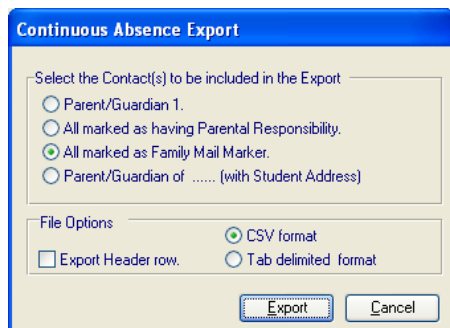 Continuous Absence Export
Select the Contact(s) to be included in the Export
Parent/Guardian 1.
All marked as having Parental Responsibility.
All marked as Family Mail Marker.
Parent/Guardian of ...... (with Student Address)
File Options
CSV format
Export Header row.
Tab delimited format
Export
Cancel